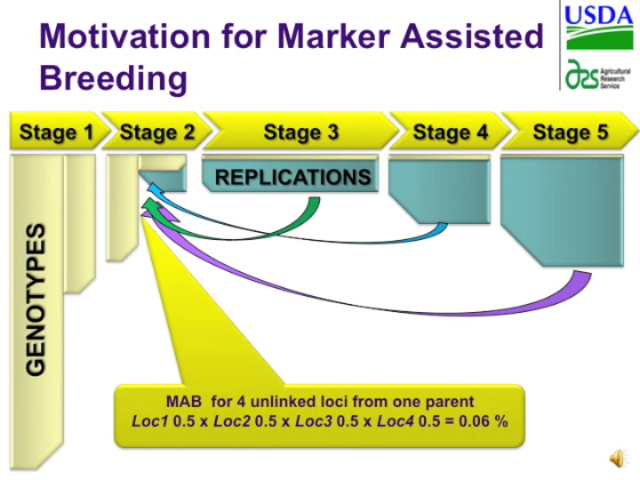 Motivation for Marker Assisted
Breeding
USDA
ars Agricultural
Research
Service
Stage 1 Stage 2 Stage 3 Stage 4 Stage 5
REPLICATIONS
GENOTYPES
MAB for 4 unlinked loci from one parent
Loc1 0.5 x Loc2 0.5 x Loc3 0.5 x Loc4 0.5 = 0.06 %